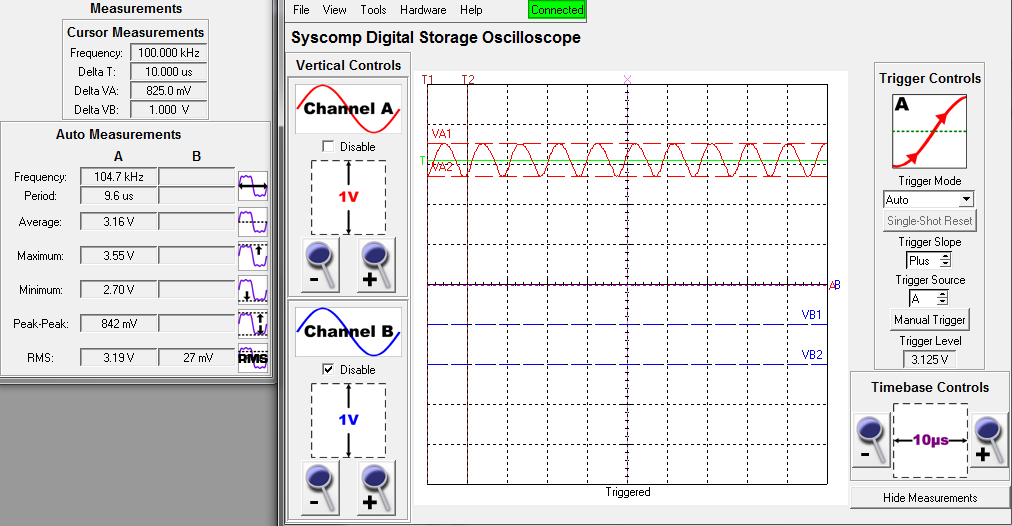 Measurements
Cursor Measurements
Frequency: 100.000 kHz
Delta T: 10.000 us
Delta VA: 825.0 mV
Delta VB: 1.000 V
Auto Measurements
A B
Frequency: 104.7 kHz
Period: 9.6 us
Average: 3.16 V
Maximum: 3.55 V
Minimum: 2.70 V
Peak-Peak: 842 mV
RMS: 3.19 V 27 mV RMS
File View Tools Hardware Help Connected
Syscomp Digital Storage Oscilloscope
Vertical Controls
Channel A
Disable
1V
- +
Channel B
Disable
1V
- +
T1 T2 X
VA1
T
VA2
A B
VB1
VB2
Triggered
Trigger Controls
A
Trigger Mode
Auto
Single-Shot Reset
Trigger Slope
Plus
Trigger Source
A
Manual Trigger
Trigger Level
3.125 V
Timebase Controls
- 10µs +
Hide Measurements